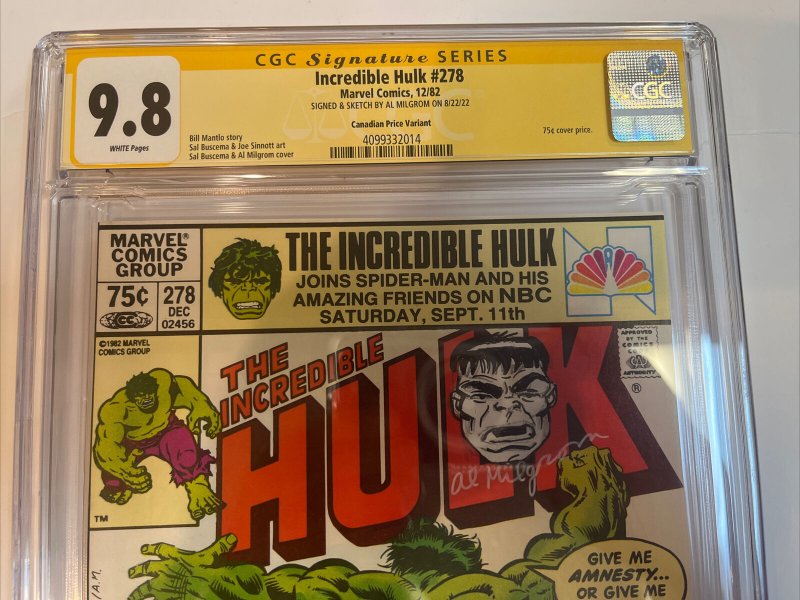 CGC Signature SERIES
Incredible Hulk #278
Marvel Comics, 12/82
SIGNED & SKETCH BY AL MILGROM ON 8/22/22
Canadian Price Variant
4099332014
9.8
WHITE Pages
Bill Mantlo story
Sal Buscema & Joe Sinnott art
Sal Buscema & Al Milgrom cover
75¢ cover price.
CGC
MARVEL®
COMICS
GROUP
75¢
278
DEC
02456
CC
THE INCREDIBLE HULK
JOINS SPIDER-MAN AND HIS
AMAZING FRIENDS ON NBC
SATURDAY, SEPT. 11th
©1982 MARVEL
COMICS GROUP
TM
THE
INCREDIBLE
HULK
®
APPROVED
BY THE
COMICS
CODE
AUTHORITY
Al Milgrom
GIVE ME
AMNESTY...
OR GIVE ME